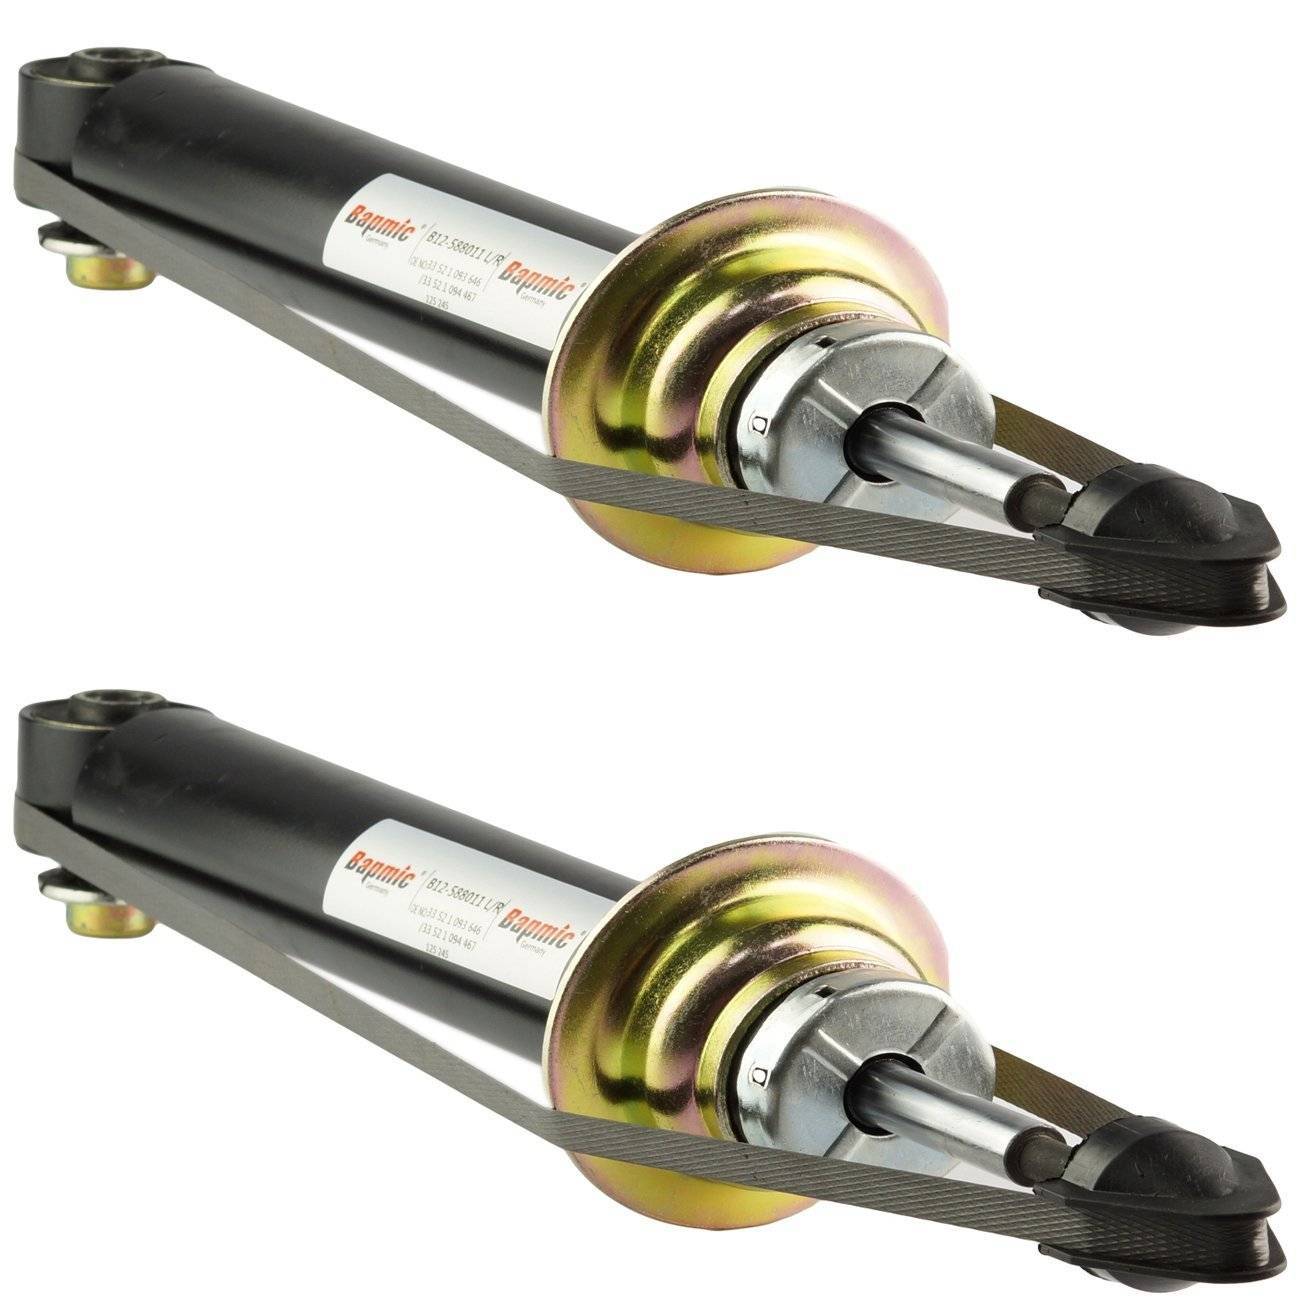 Bapmic ®
Germany
B12-588011 L/R
OE NO:33 52 1 093 646
/33 52 1 094 467
125 245
Bapmic ®
Germany
Bapmic ®
Germany
B12-588011 L/R
OE NO:33 52 1 093 646
/33 52 1 094 467
125 245
Bapmic ®
Germany